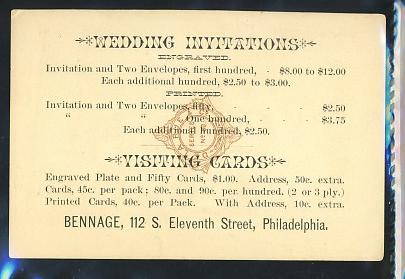 WEDDING INVITATIONS
ENGRAVED.
Invitation and Two Envelopes, first hundred, - $8.00 to $12.00
Each additional hundred, $2.50 to $3.00.
PRINTED.
Invitation and Two Envelopes, fifty, - - - - $2.50
“ “ One hundred, - - - $3.75
Each additional hundred, $2.50.
VISITING CARDS
Engraved Plate and Fifty Cards, $1.00. Address, 50c. extra.
Cards, 45c. per pack; 80c. and 90c. per hundred. (2 or 3 ply.)
Printed Cards, 40c. per Pack. With Address, 10c. extra.
BENNAGE, 112 S. Eleventh Street, Philadelphia.